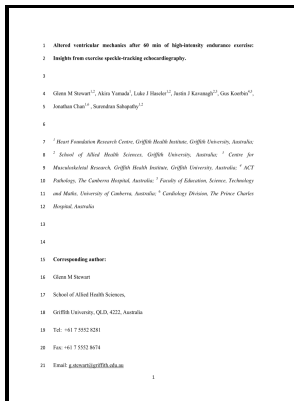 1 Altered ventricular mechanics after 60 min of high-intensity endurance exercise:
2 Insights from exercise speckle-tracking echocardiography.
3
4 Glenn M Stewart1,2, Akira Yamada1, Luke J Haseler1,2, Justin J Kavanagh2,3, Gus Koerbin4,5,
5 Jonathan Chan1,6 , Surendran Sabapathy1,2
6
7 1 Heart Foundation Research Centre, Griffith Health Institute, Griffith University, Australia;
8 2 School of Allied Health Sciences, Griffith University, Australia; 3 Centre for
9 Musculoskeletal Research, Griffith Health Institute, Griffith University, Australia; 4 ACT
10 Pathology, The Canberra Hospital, Australia; 5 Faculty of Education, Science, Technology
11 and Maths, University of Canberra, Australia; 6 Cardiology Division, The Prince Charles
12 Hospital, Australia
13
14
15 Corresponding author:
16 Glenn M Stewart
17 School of Allied Health Sciences,
18 Griffith University, QLD, 4222, Australia
19 Tel: +61 7 5552 8281
20 Fax: +61 7 5552 8674
21 Email: g.stewart@griffith.edu.au
1